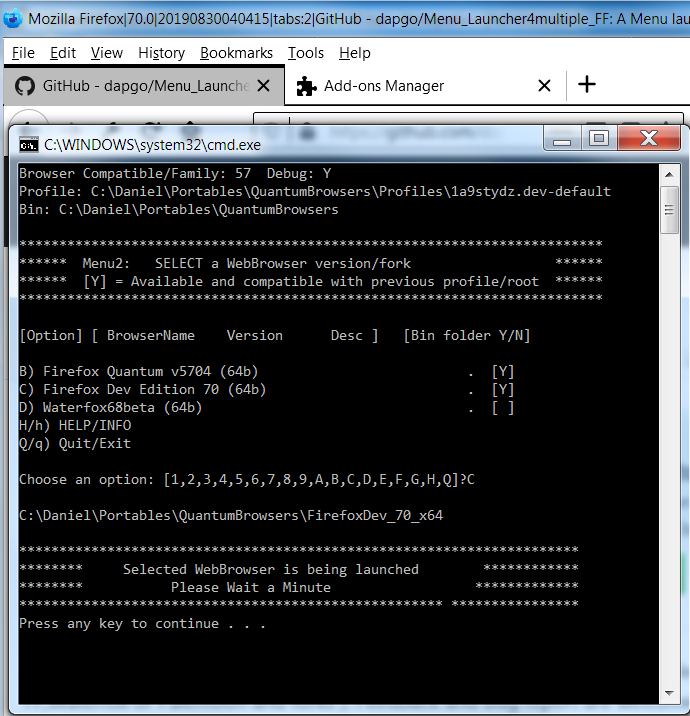 Mozilla Firefox|70.0|20190830040415|tabs:2|GitHub - dapgo/Menu_Launcher4multiple_FF: A Menu lau
File Edit View History Bookmarks Tools Help
GitHub - dapgo/Menu_Launche
Add-ons Manager
C:\WINDOWS\system32\cmd.exe
Browser Compatible/Family: 57  Debug: Y
Profile: C:\Daniel\Portables\QuantumBrowsers\Profiles\1a9stydz.dev-default
Bin: C:\Daniel\Portables\QuantumBrowsers
*************************************************************************
******  Menu2:   SELECT a WebBrowser version/fork                  ******
******  [Y] = Available and compatible with previous profile/root  ******
*************************************************************************
[Option] [ BrowserName    Version      Desc ]   [Bin folder Y/N]
B) Firefox Quantum v5704 (64b)                          .  [Y]
C) Firefox Dev Edition 70 (64b)                         .  [Y]
D) Waterfox68beta (64b)                                 .  [ ]
H/h) HELP/INFO
Q/q) Quit/Exit
Choose an option: [1,2,3,4,5,6,7,8,9,A,B,C,D,E,F,G,H,Q]?C
C:\Daniel\Portables\QuantumBrowsers\FirefoxDev_70_x64
**********************************************************************
********     Selected WebBrowser is being launched        ************
********           Please Wait a Minute                  *************
***************************************************** ****************
Press any key to continue . . .